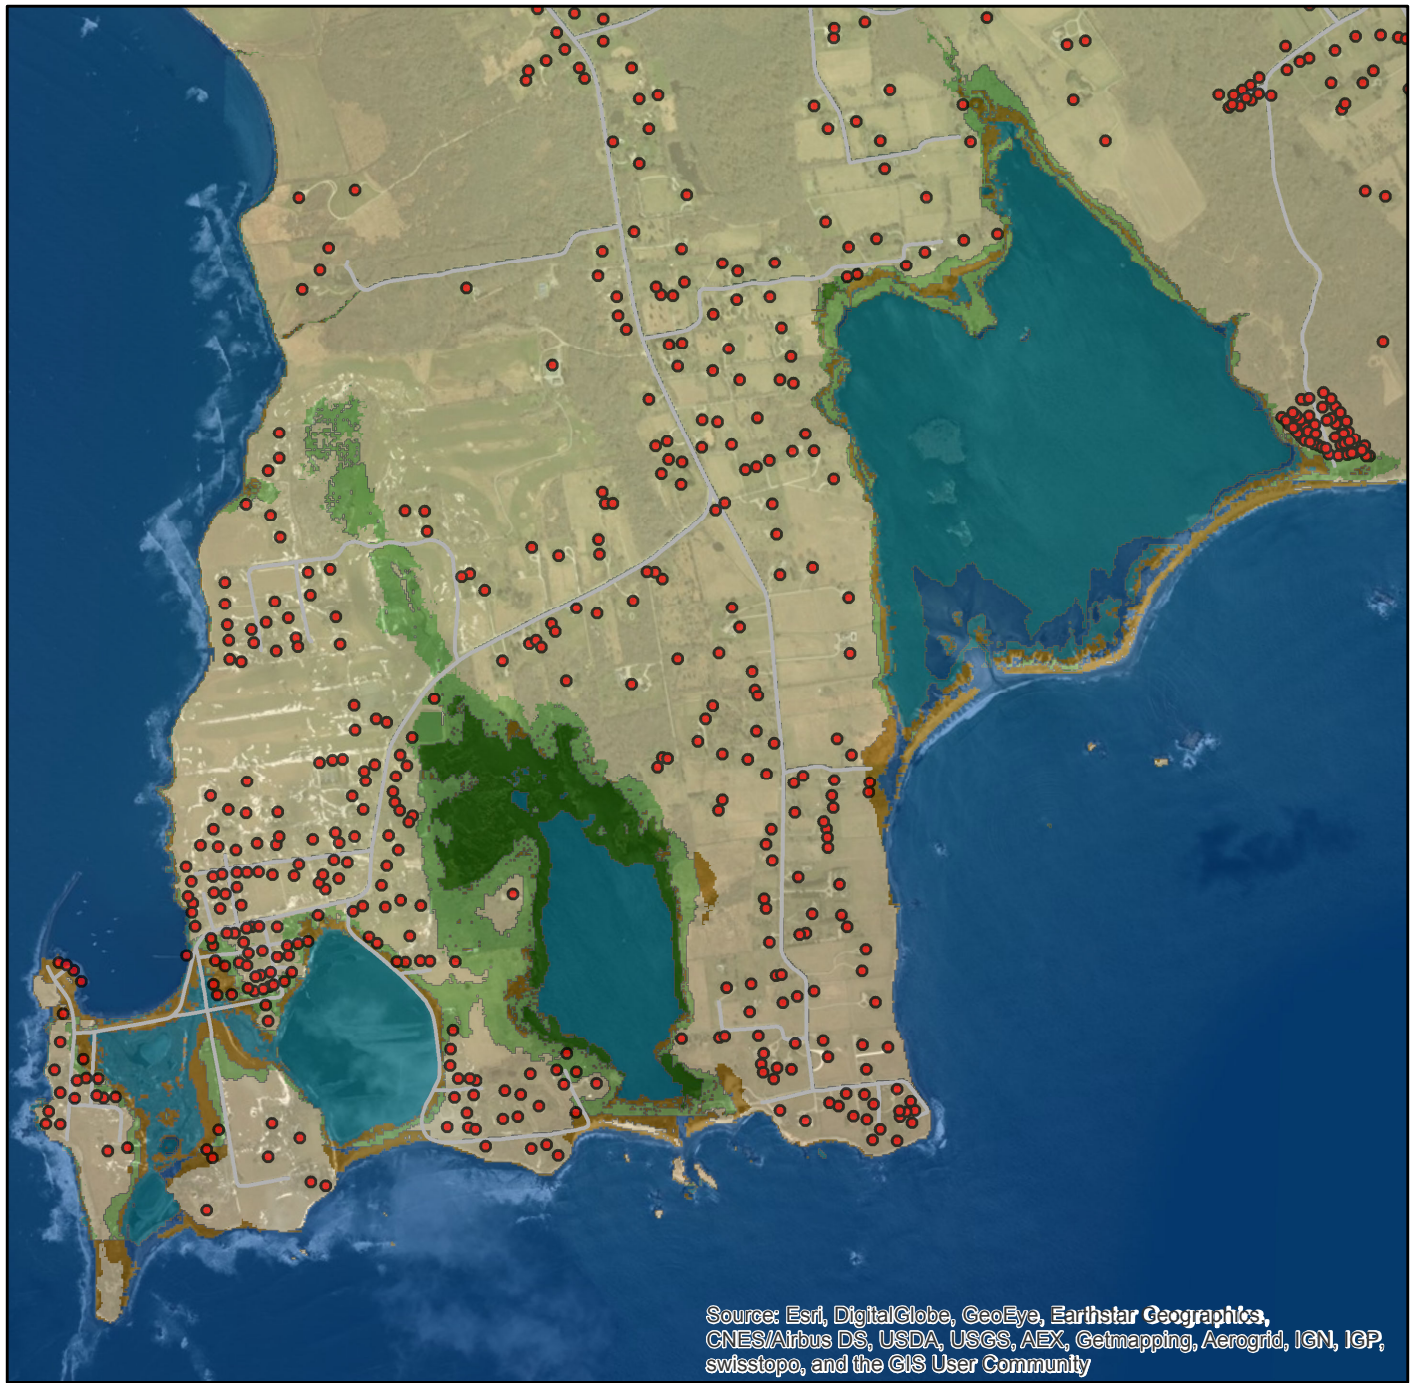 Source: Esri, DigitalGlobe, GeoEye, Earthstar Geographics,
CNES/Airbus DS, USDA, USGS, AEX, Getmapping, Aerogrid, IGN, IGP,
swisstopo, and the GIS User Community